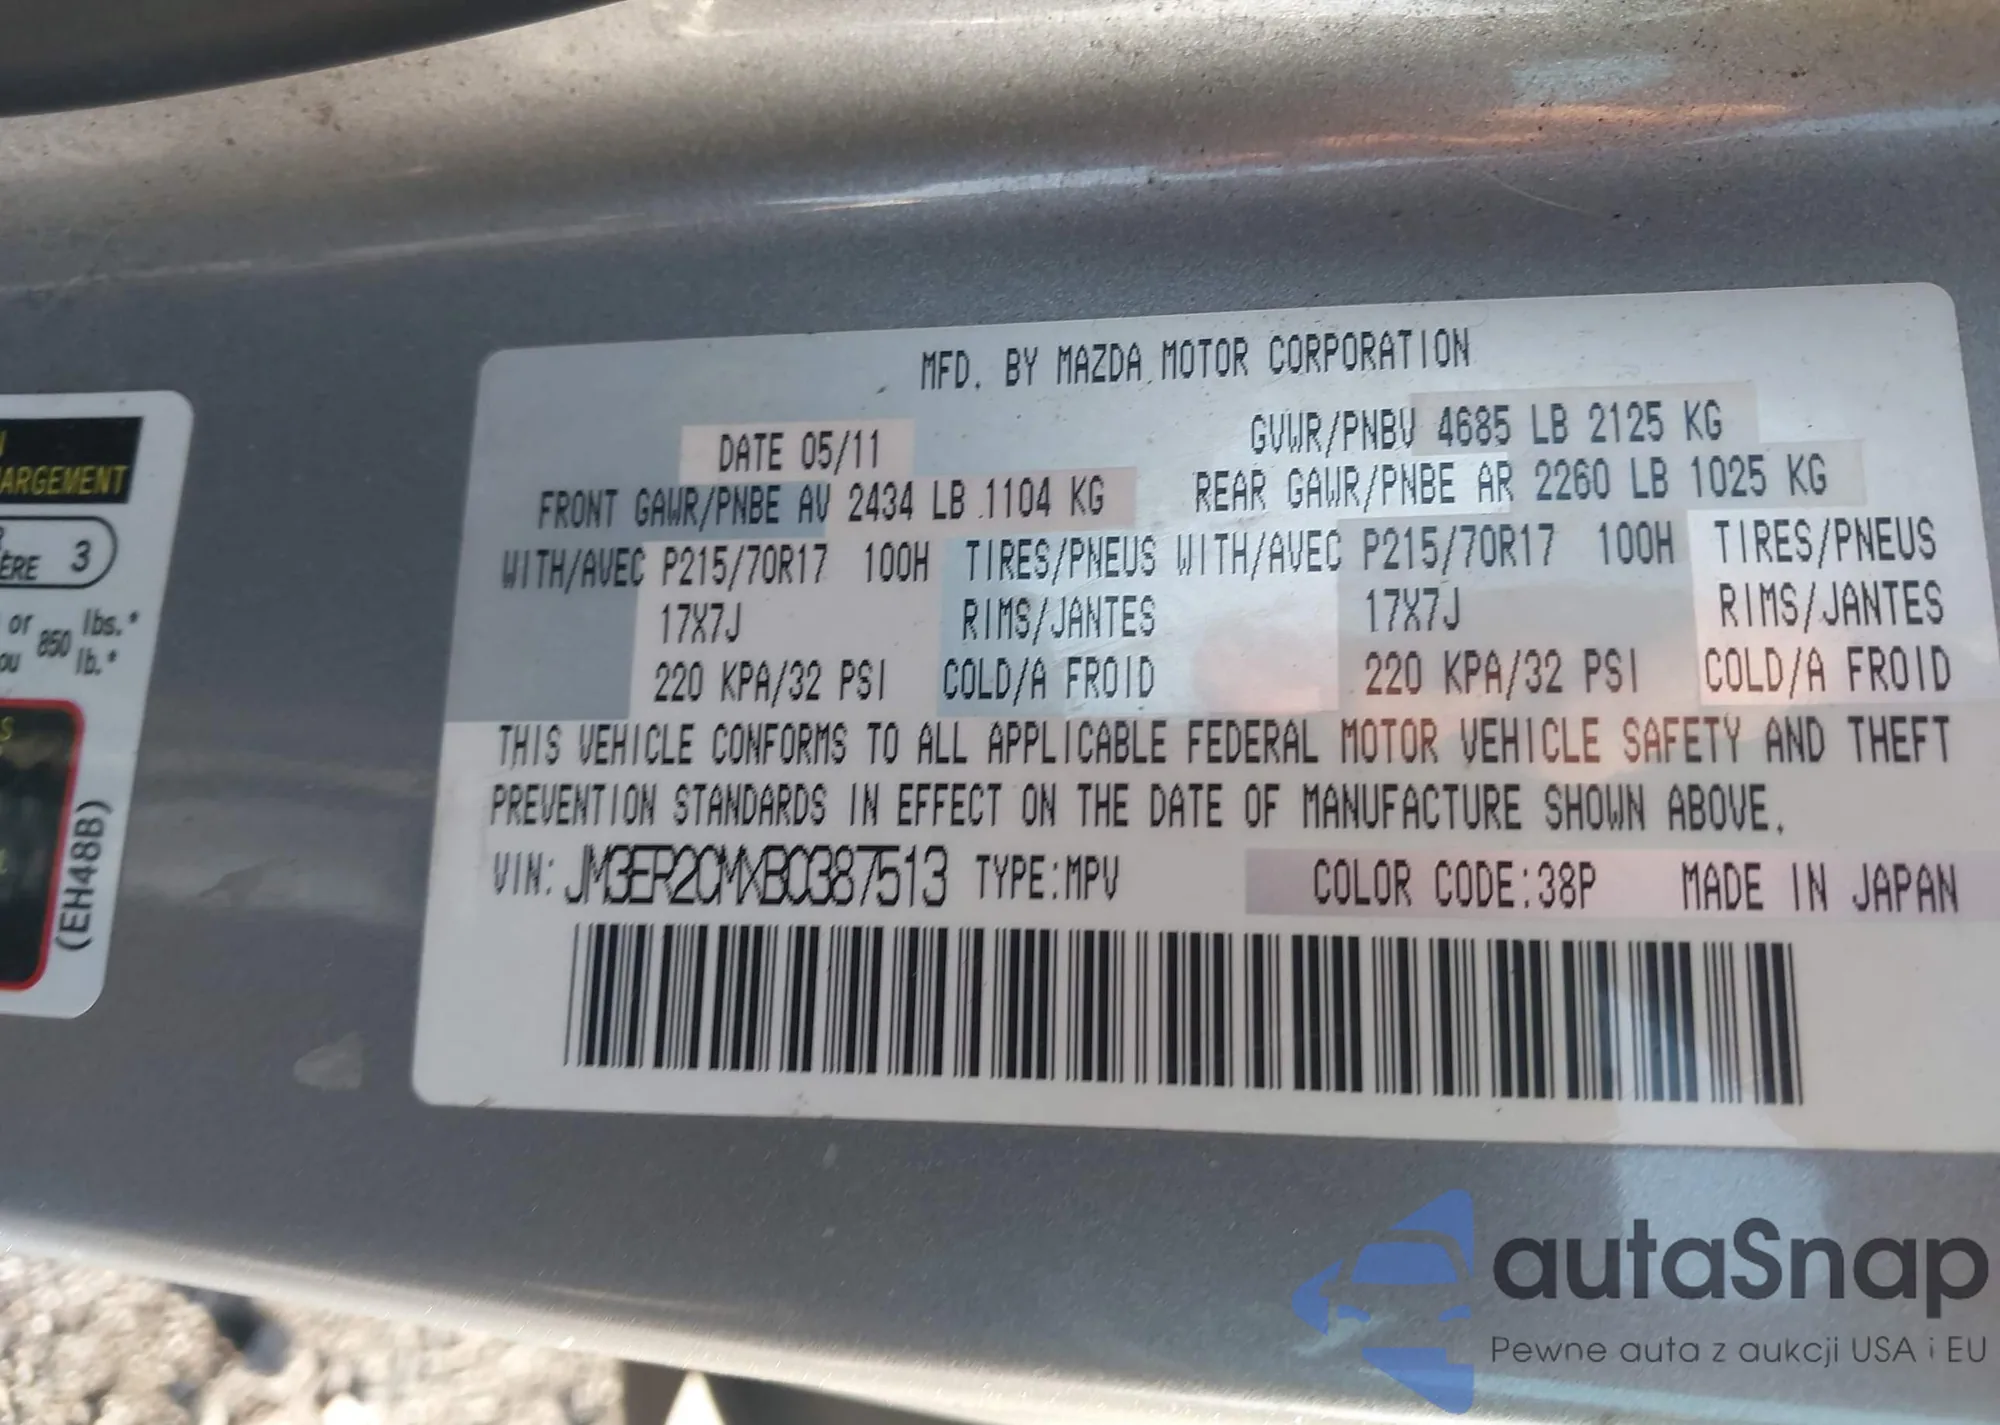 ARGEMENT
ÈRE 3
or 850 lbs.*
ou lb.*
(EH48B)
MFD. BY MAZDA MOTOR CORPORATION
DATE 05/11 GVWR/PNBV 4685 LB 2125 KG
FRONT GAWR/PNBE AV 2434 LB 1104 KG REAR GAWR/PNBE AR 2260 LB 1025 KG
WITH/AVEC P215/70R17 100H TIRES/PNEUS WITH/AVEC P215/70R17 100H TIRES/PNEUS
17X7J RIMS/JANTES 17X7J RIMS/JANTES
220 KPA/32 PSI COLD/A FROID 220 KPA/32 PSI COLD/A FROID
THIS VEHICLE CONFORMS TO ALL APPLICABLE FEDERAL MOTOR VEHICLE SAFETY AND THEFT
PREVENTION STANDARDS IN EFFECT ON THE DATE OF MANUFACTURE SHOWN ABOVE.
VIN: JM3ER2CMXB0387513 TYPE:MPV COLOR CODE:38P MADE IN JAPAN
autaSnap
Pewne auta z aukcji USA i EU